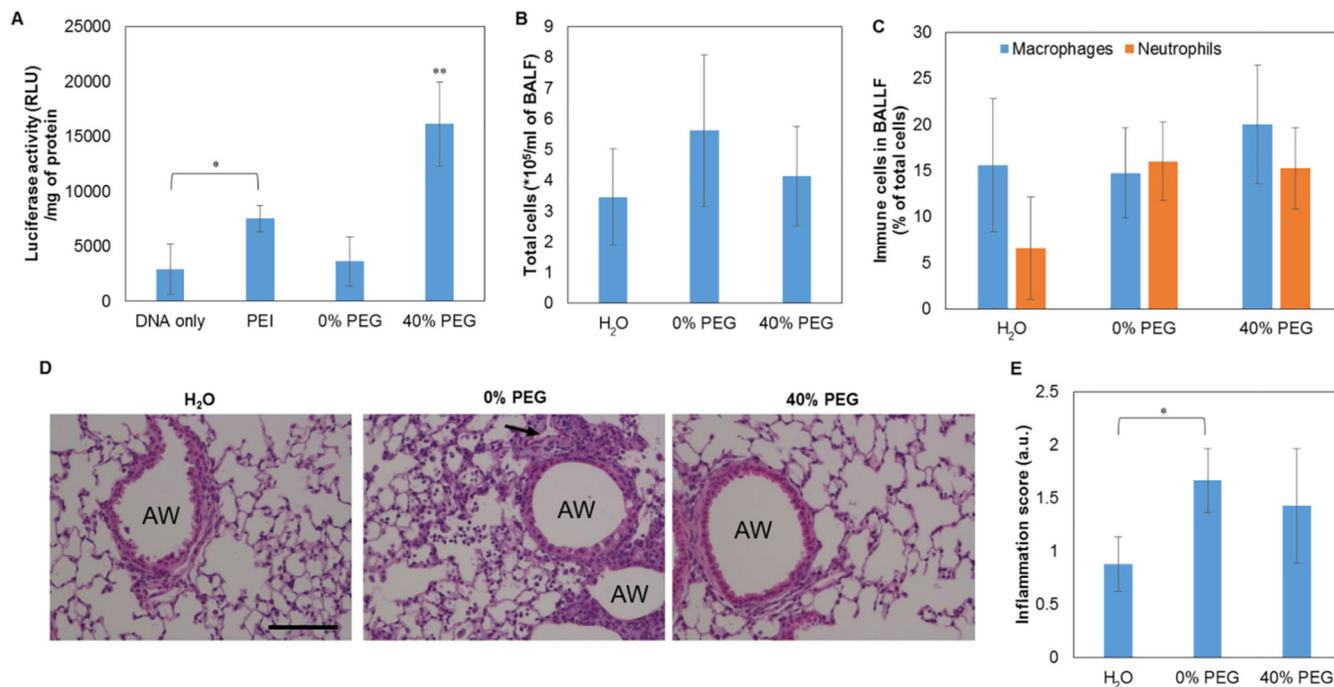 A
Luciferase activity (RLU)
/mg of protein
25000
20000
15000
10000
5000
0
*
**
DNA only PEI 0% PEG 40% PEG
B
Total cells (*10⁵/ml of BALF)
9
8
7
6
5
4
3
2
1
0
H₂O 0% PEG 40% PEG
C
Immune cells in BALLF
(% of total cells)
30
25
20
15
10
5
0
Macrophages Neutrophils
H₂O 0% PEG 40% PEG
D
H₂O 0% PEG 40% PEG
AW AW AW
AW
E
Inflammation score (a.u.)
2.5
2
1.5
1
0.5
0
*
H₂O 0% PEG 40% PEG